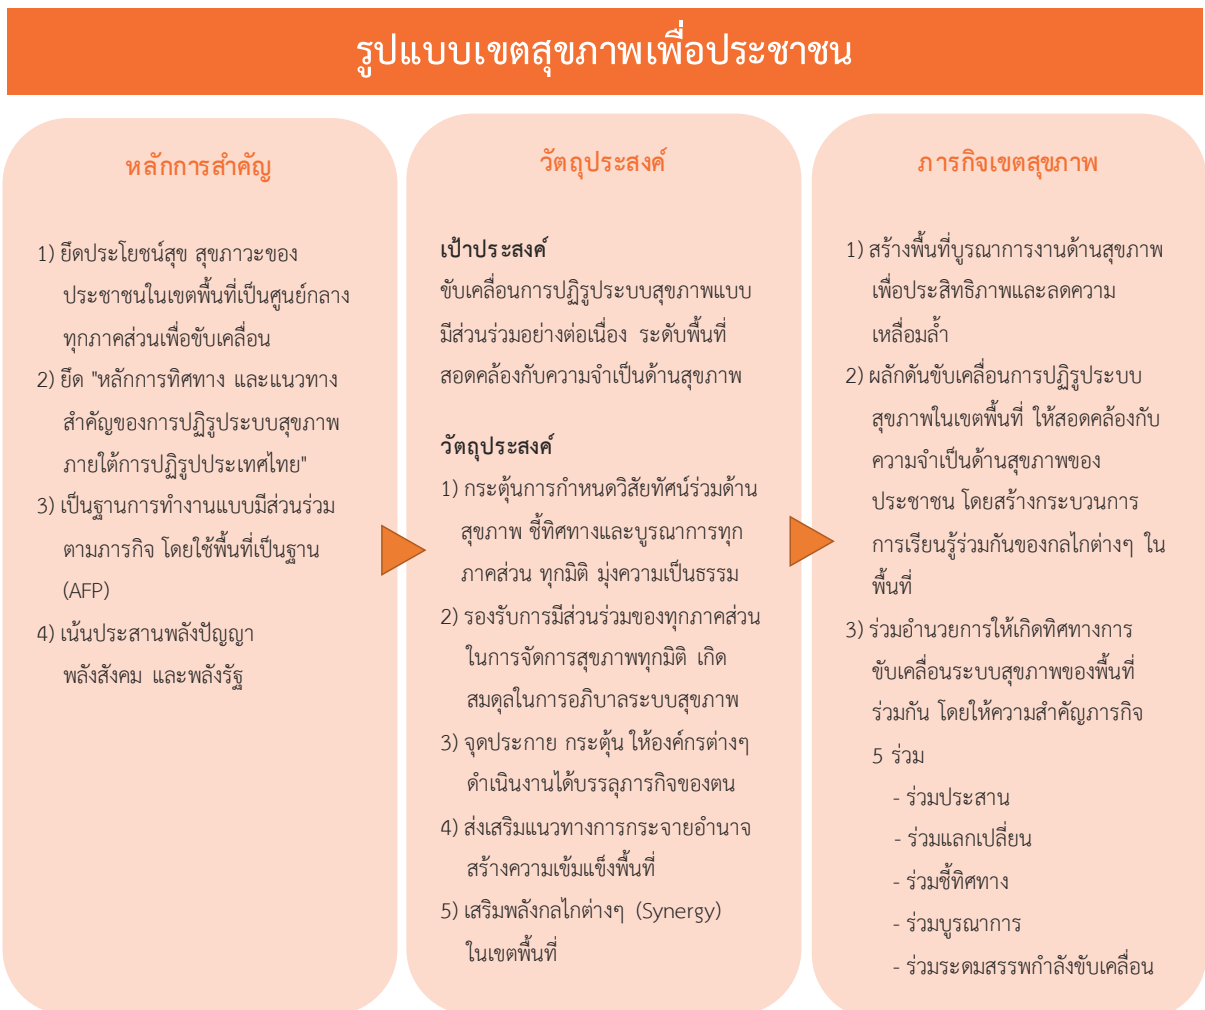 รูปแบบเขตสุขภาพเพื่อประชาชน
หลักการสำคัญ
1) ยึดประโยชน์สุข สุขภาวะของ
ประชาชนในเขตพื้นที่เป็นศูนย์กลาง
ทุกภาคส่วนเพื่อขับเคลื่อน
2) ยึด "หลักการทิศทาง และแนวทาง
สำคัญของการปฏิรูประบบสุขภาพ
ภายใต้การปฏิรูปประเทศไทย"
3) เป็นฐานการทำงานแบบมีส่วนร่วม
ตามภารกิจ โดยใช้พื้นที่เป็นฐาน
(AFP)
4) เน้นประสานพลังปัญญา
พลังสังคม และพลังรัฐ
วัตถุประสงค์
เป้าประสงค์
ขับเคลื่อนการปฏิรูประบบสุขภาพแบบ
มีส่วนร่วมอย่างต่อเนื่อง ระดับพื้นที่
สอดคล้องกับความจำเป็นด้านสุขภาพ
วัตถุประสงค์
1) กระตุ้นการกำหนดวิสัยทัศน์ร่วมด้าน
สุขภาพ ชี้ทิศทางและบูรณาการทุก
ภาคส่วน ทุกมิติ มุ่งความเป็นธรรม
2) รองรับการมีส่วนร่วมของทุกภาคส่วน
ในการจัดการสุขภาพทุกมิติ เกิด
สมดุลในการอภิบาลระบบสุขภาพ
3) จุดประกาย กระตุ้น ให้องค์กรต่างๆ
ดำเนินงานได้บรรลุภารกิจของตน
4) ส่งเสริมแนวทางการกระจายอำนาจ
สร้างความเข้มแข็งพื้นที่
5) เสริมพลังกลไกต่างๆ (Synergy)
ในเขตพื้นที่
ภารกิจเขตสุขภาพ
1) สร้างพื้นที่บูรณาการงานด้านสุขภาพ
เพื่อประสิทธิภาพและลดความ
เหลื่อมล้ำ
2) ผลักดันขับเคลื่อนการปฏิรูประบบ
สุขภาพในเขตพื้นที่ ให้สอดคล้องกับ
ความจำเป็นด้านสุขภาพของ
ประชาชน โดยสร้างกระบวนการ
การเรียนรู้ร่วมกันของกลไกต่างๆ ใน
พื้นที่
3) ร่วมอำนวยการให้เกิดทิศทางการ
ขับเคลื่อนระบบสุขภาพของพื้นที่
ร่วมกัน โดยให้ความสำคัญภารกิจ
5 ร่วม
- ร่วมประสาน
- ร่วมแลกเปลี่ยน
- ร่วมชี้ทิศทาง
- ร่วมบูรณาการ
- ร่วมระดมสรรพกำลังขับเคลื่อน